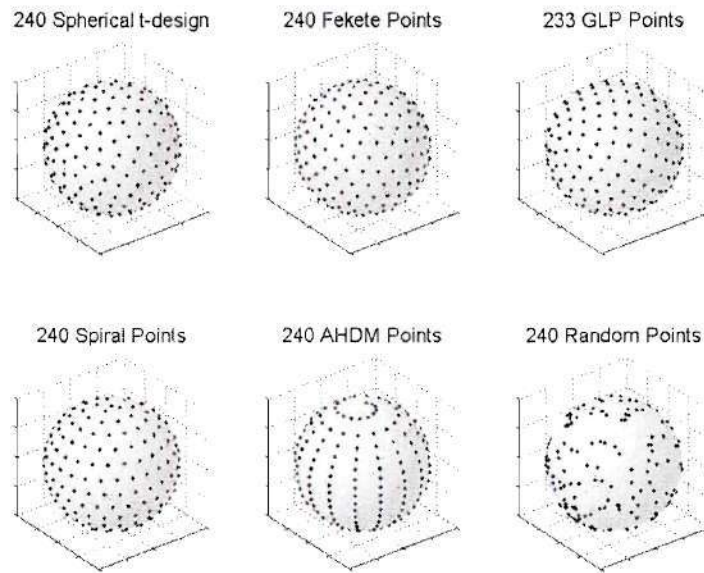 240 Spherical t-design
240 Fekete Points
233 GLP Points
240 Spiral Points
240 AHDM Points
240 Random Points